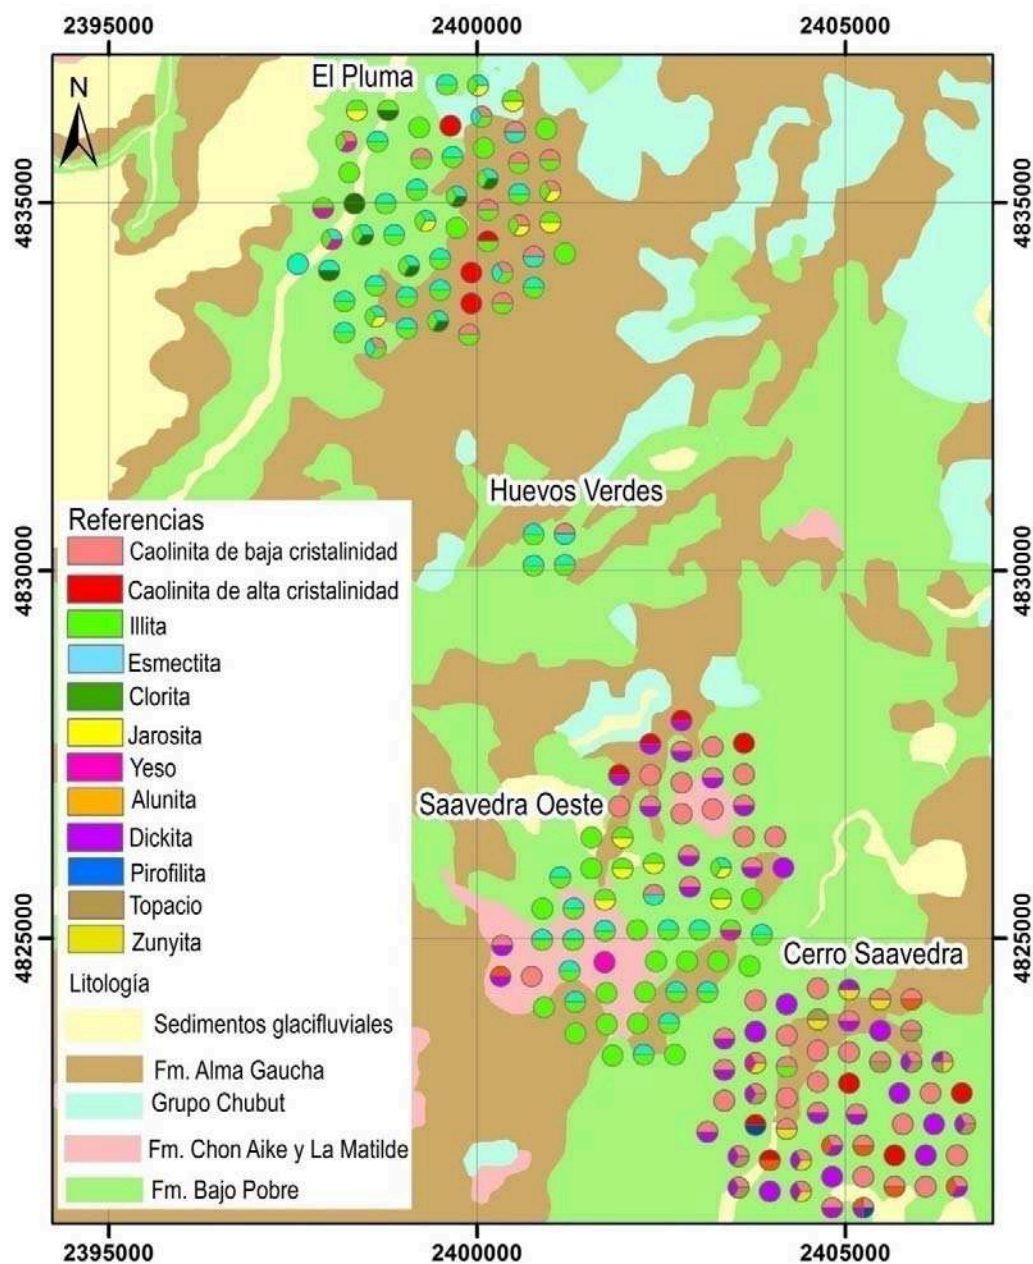 2395000 2400000 2405000
El Pluma
N
4835000 4835000
Huevos Verdes
4830000 4830000
Referencias
Caolinita de baja cristalinidad
Caolinita de alta cristalinidad
Illita
Esmectita
Clorita
Jarosita
Yeso
Alunita
Dickita
Pirofilita
Topacio
Zunyita
Litología
Sedimentos glacifluviales
Fm. Alma Gaucha
Grupo Chubut
Fm. Chon Aike y La Matilde
Fm. Bajo Pobre
Saavedra Oeste
4825000 4825000
Cerro Saavedra
2395000 2400000 2405000